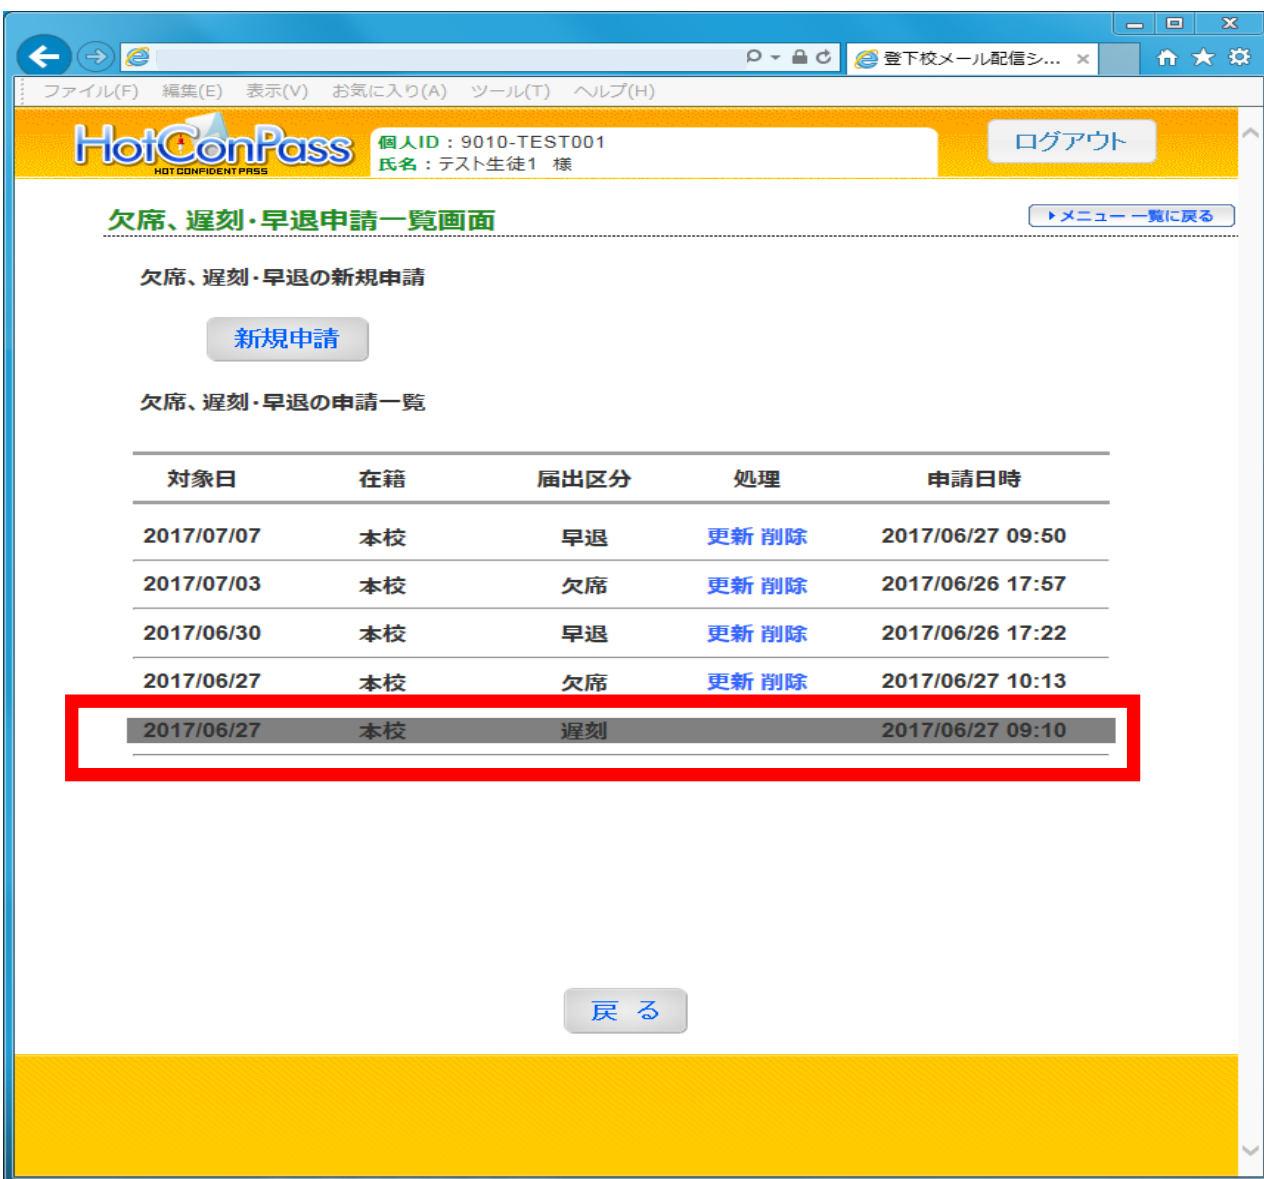 登下校メール配信シ...
ファイル(F) 編集(E) 表示(V) お気に入り(A) ツール(T) ヘルプ(H)
HotConPass
HOT CONFIDENT PASS
個人ID：9010-TEST001
氏名：テスト生徒1 様
ログアウト
欠席、遅刻・早退申請一覧画面
メニュー 一覧に戻る
欠席、遅刻・早退の新規申請
新規申請
欠席、遅刻・早退の申請一覧
対象日 在籍 届出区分 処理 申請日時
2017/07/07 本校 早退 更新 削除 2017/06/27 09:50
2017/07/03 本校 欠席 更新 削除 2017/06/26 17:57
2017/06/30 本校 早退 更新 削除 2017/06/26 17:22
2017/06/27 本校 欠席 更新 削除 2017/06/27 10:13
2017/06/27 本校 遅刻 2017/06/27 09:10
戻 る